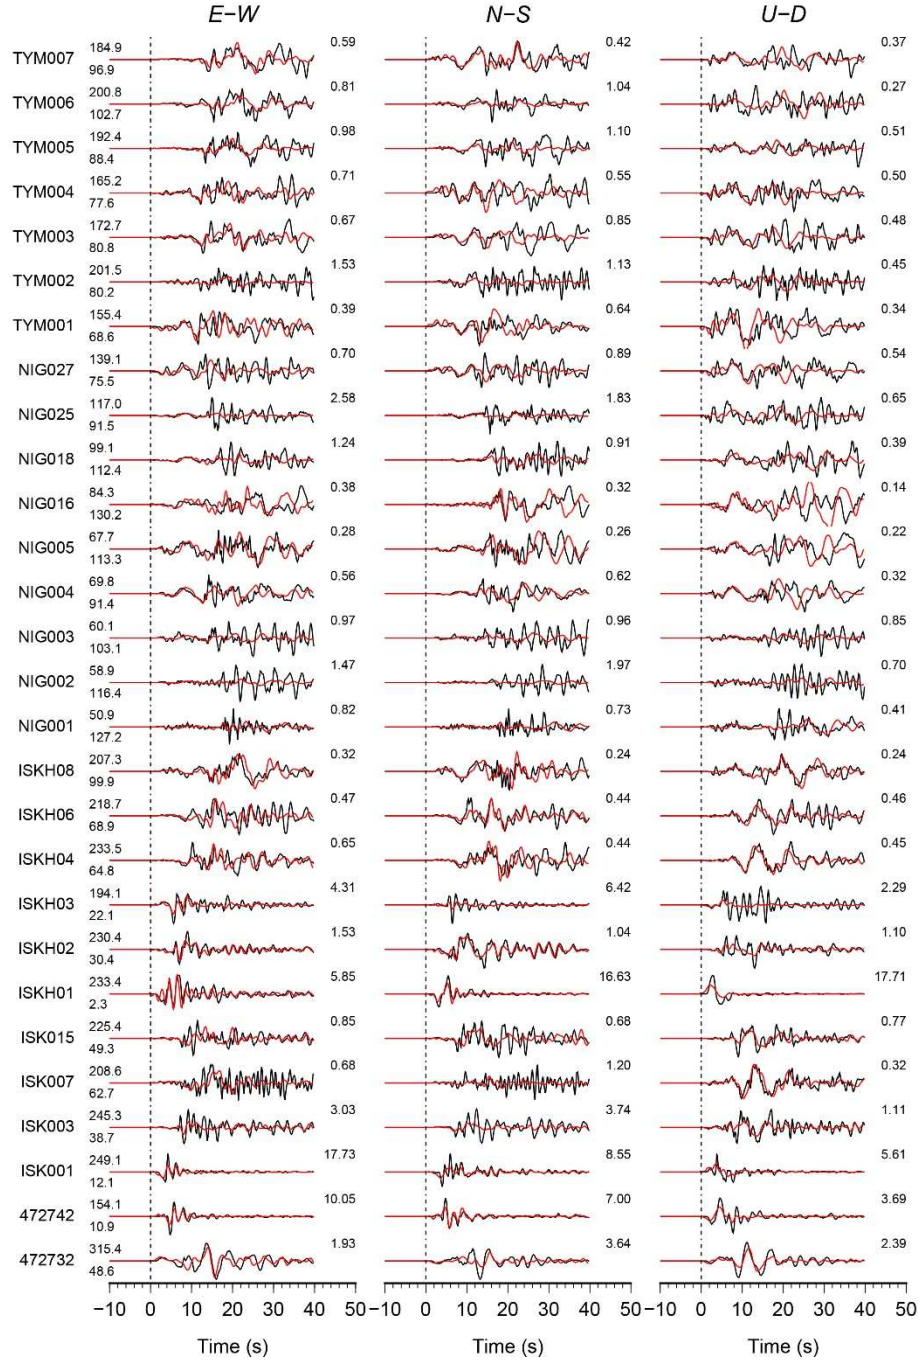 E−W N−S U−D
TYM007 184.9 96.9 0.59 0.42 0.37
TYM006 200.8 102.7 0.81 1.04 0.27
TYM005 192.4 88.4 0.98 1.10 0.51
TYM004 165.2 77.6 0.71 0.55 0.50
TYM003 172.7 80.8 0.67 0.85 0.48
TYM002 201.5 80.2 1.53 1.13 0.45
TYM001 155.4 68.6 0.39 0.64 0.34
NIG027 139.1 75.5 0.70 0.89 0.54
NIG025 117.0 91.5 2.58 1.83 0.65
NIG018 99.1 112.4 1.24 0.91 0.39
NIG016 84.3 130.2 0.38 0.32 0.14
NIG005 67.7 113.3 0.28 0.26 0.22
NIG004 69.8 91.4 0.56 0.62 0.32
NIG003 60.1 103.1 0.97 0.96 0.85
NIG002 58.9 116.4 1.47 1.97 0.70
NIG001 50.9 127.2 0.82 0.73 0.41
ISKH08 207.3 99.9 0.32 0.24 0.24
ISKH06 218.7 68.9 0.47 0.44 0.46
ISKH04 233.5 64.8 0.65 0.44 0.45
ISKH03 194.1 22.1 4.31 6.42 2.29
ISKH02 230.4 30.4 1.53 1.04 1.10
ISKH01 233.4 2.3 5.85 16.63 17.71
ISK015 225.4 49.3 0.85 0.68 0.77
ISK007 208.6 62.7 0.68 1.20 0.32
ISK003 245.3 38.7 3.03 3.74 1.11
ISK001 249.1 12.1 17.73 8.55 5.61
472742 154.1 10.9 10.05 7.00 3.69
472732 315.4 48.6 1.93 3.64 2.39
−10 0 10 20 30 40 50 −10 0 10 20 30 40 50 −10 0 10 20 30 40 50
Time (s) Time (s) Time (s)